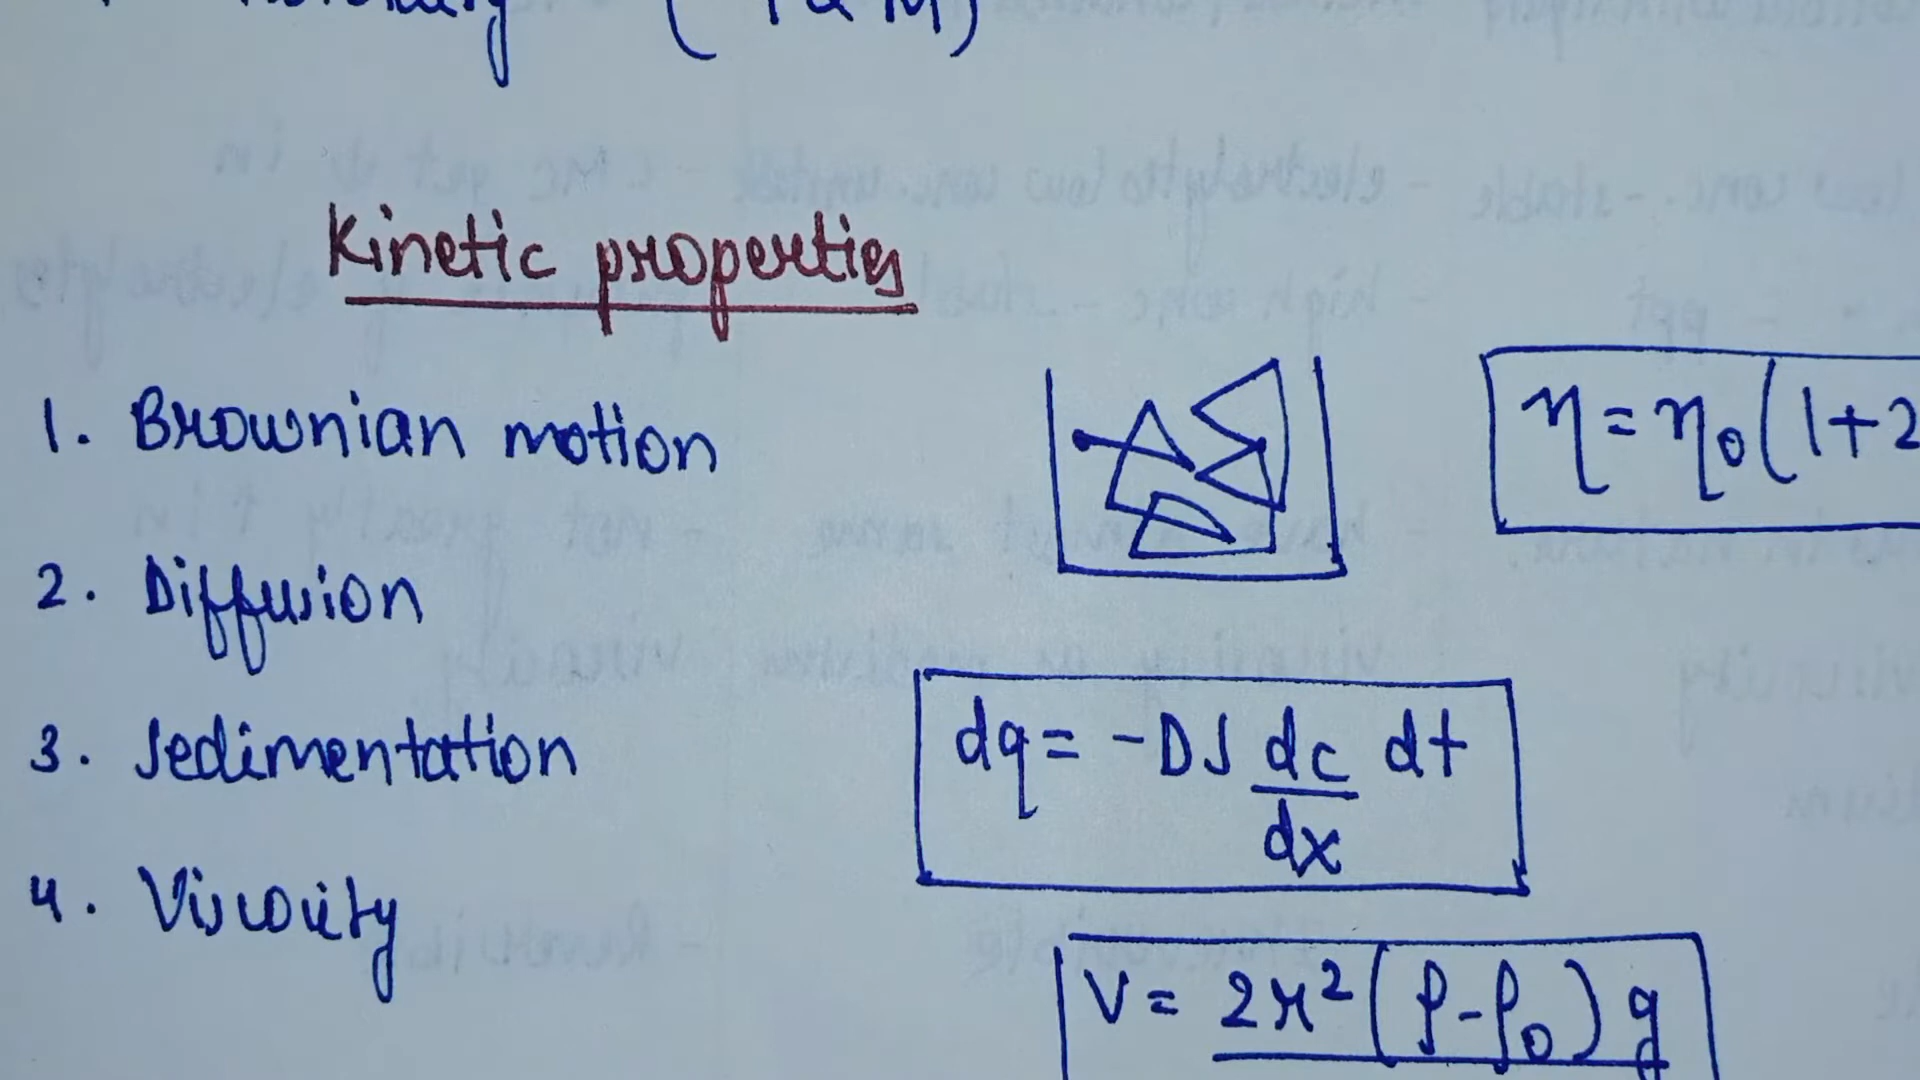 Kinetic properties
1. Brownian motion
η = η₀(1+2
2. Diffusion
dq = -DS dc/dx dt
3. Sedimentation
4. Viscosity
V = 2r²(ρ-ρ₀)g